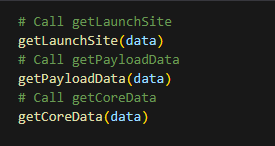 # Call getLaunchSite
getLaunchSite(data)
# Call getPayloadData
getPayloadData(data)
# Call getCoreData
getCoreData(data)